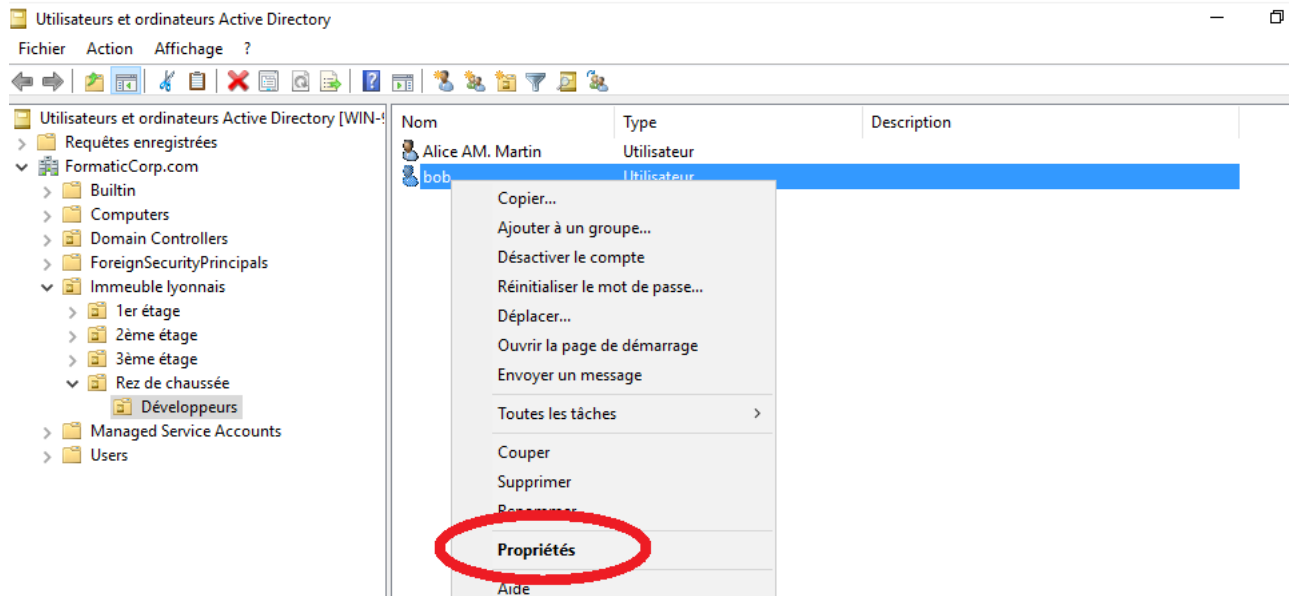 Utilisateurs et ordinateurs Active Directory
Fichier Action Affichage ?
Utilisateurs et ordinateurs Active Directory [WIN-
Requêtes enregistrées
FormaticCorp.com
Builtin
Computers
Domain Controllers
ForeignSecurityPrincipals
Immeuble lyonnais
1er étage
2ème étage
3ème étage
Rez de chaussée
Développeurs
Managed Service Accounts
Users
Nom Type Description
Alice AM. Martin Utilisateur
bob Utilisateur
Copier...
Ajouter à un groupe...
Désactiver le compte
Réinitialiser le mot de passe...
Déplacer...
Ouvrir la page de démarrage
Envoyer un message
Toutes les tâches
Couper
Supprimer
Renommer
Propriétés
Aide